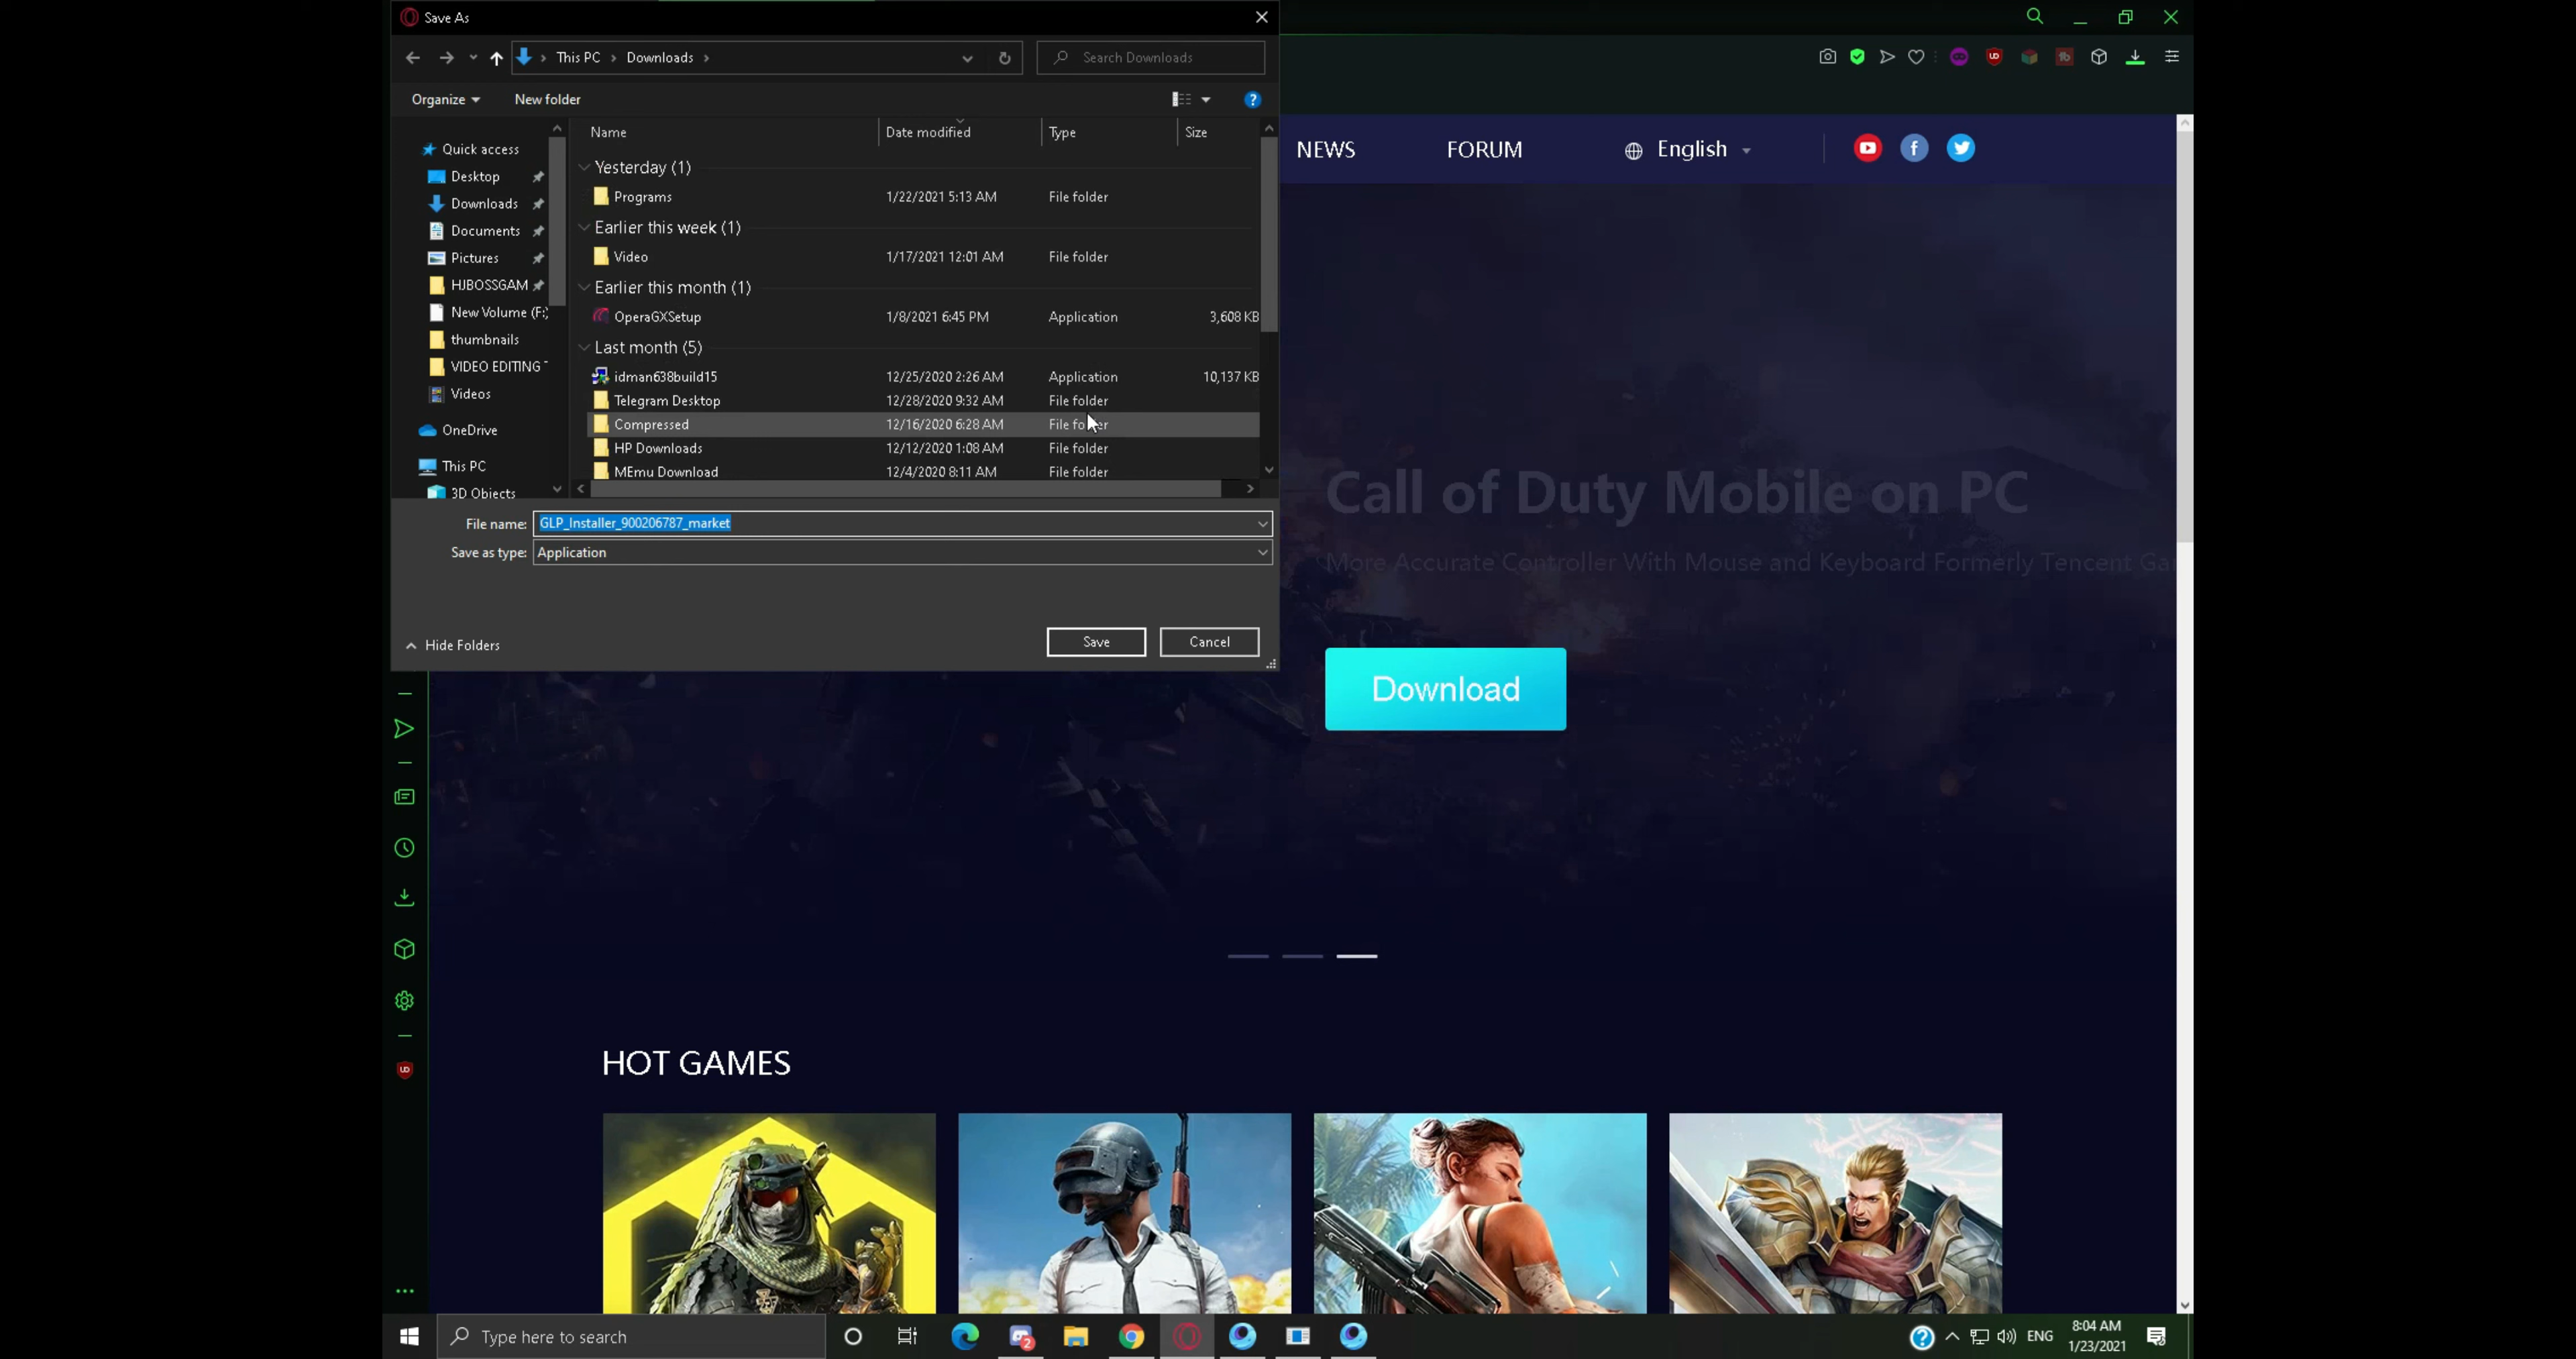 Save As
This PC
Downloads
Search Downloads
Organize
New folder
Name
Date modified
Type
Size
Quick access
Desktop
Downloads
Documents
Pictures
HJBOSSGAM
New Volume (F:)
thumbnails
VIDEO EDITING
Videos
OneDrive
This PC
3D Objects
Yesterday (1)
Programs 1/22/2021 5:13 AM File folder
Earlier this week (1)
Video 1/17/2021 12:01 AM File folder
Earlier this month (1)
OperaGXSetup 1/8/2021 6:45 PM Application 3,608 KB
Last month (5)
idman638build15 12/25/2020 2:26 AM Application 10,137 KB
Telegram Desktop 12/28/2020 9:32 AM File folder
Compressed 12/16/2020 6:28 AM File folder
HP Downloads 12/12/2020 1:08 AM File folder
MEmu Download 12/4/2020 8:11 AM File folder
File name: GLP_Installer_900206787_market
Save as type: Application
Hide Folders
Save
Cancel
NEWS
FORUM
English
Call of Duty Mobile on PC
More Accurate Controller With Mouse and Keyboard Formerly Tencent Ga
Download
HOT GAMES
Type here to search
2
ENG
8:04 AM
1/23/2021